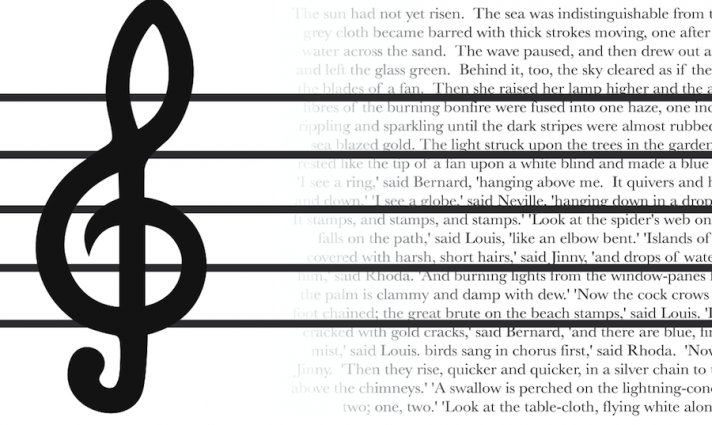 The sun had not yet risen. The sea was indistinguishable from
grey cloth became barred with thick strokes moving, one after
water across the sand. The wave paused, and then drew out a
and left the glass green. Behind it, too, the sky cleared as if the
the blades of a fan. Then she raised her lamp higher and the a
fibres of the burning bonfire were fused into one haze, one inc
rippling and sparkling until the dark stripes were almost rubbed
sea blazed gold. The light struck upon the trees in the garden
rested like the tip of a fan upon a white blind and made a blue
'I see a ring,' said Bernard, 'hanging above me. It quivers and h
and down.' 'I see a globe,' said Neville, 'hanging down in a drop
It stamps, and stamps, and stamps.' 'Look at the spider's web on
falls on the path,' said Louis, 'like an elbow bent.' 'Islands of
covered with harsh, short hairs,' said Jinny, 'and drops of wate
him,' said Rhoda. 'And burning lights from the window-panes
the palm is clammy and damp with dew.' 'Now the cock crows
foot chained; the great brute on the beach stamps,' said Louis.
cracked with gold cracks,' said Bernard, 'and there are blue, fin
mist,' said Louis. birds sang in chorus first,' said Rhoda. 'Now
Jinny. 'Then they rise, quicker and quicker, in a silver chain to
above the chimneys.' 'A swallow is perched on the lightning-con
two; one, two.' 'Look at the table-cloth, flying white alon